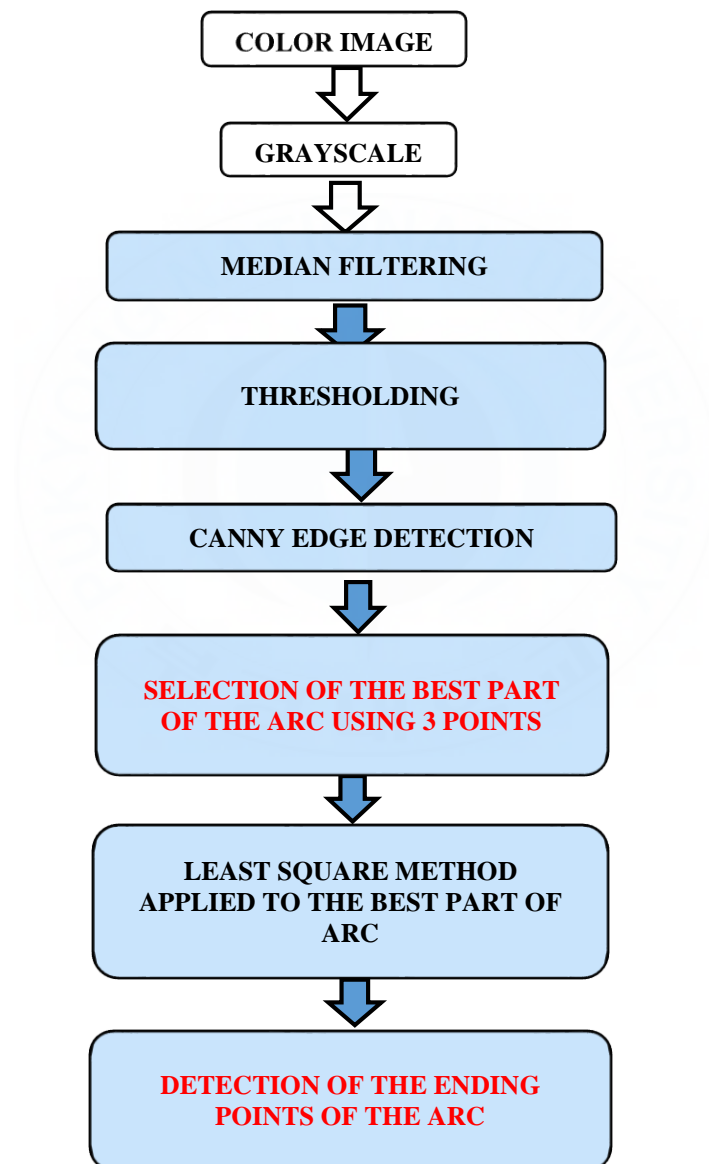 COLOR IMAGE
GRAYSCALE
MEDIAN FILTERING
THRESHOLDING
CANNY EDGE DETECTION
SELECTION OF THE BEST PART
OF THE ARC USING 3 POINTS
LEAST SQUARE METHOD
APPLIED TO THE BEST PART OF
ARC
DETECTION OF THE ENDING
POINTS OF THE ARC